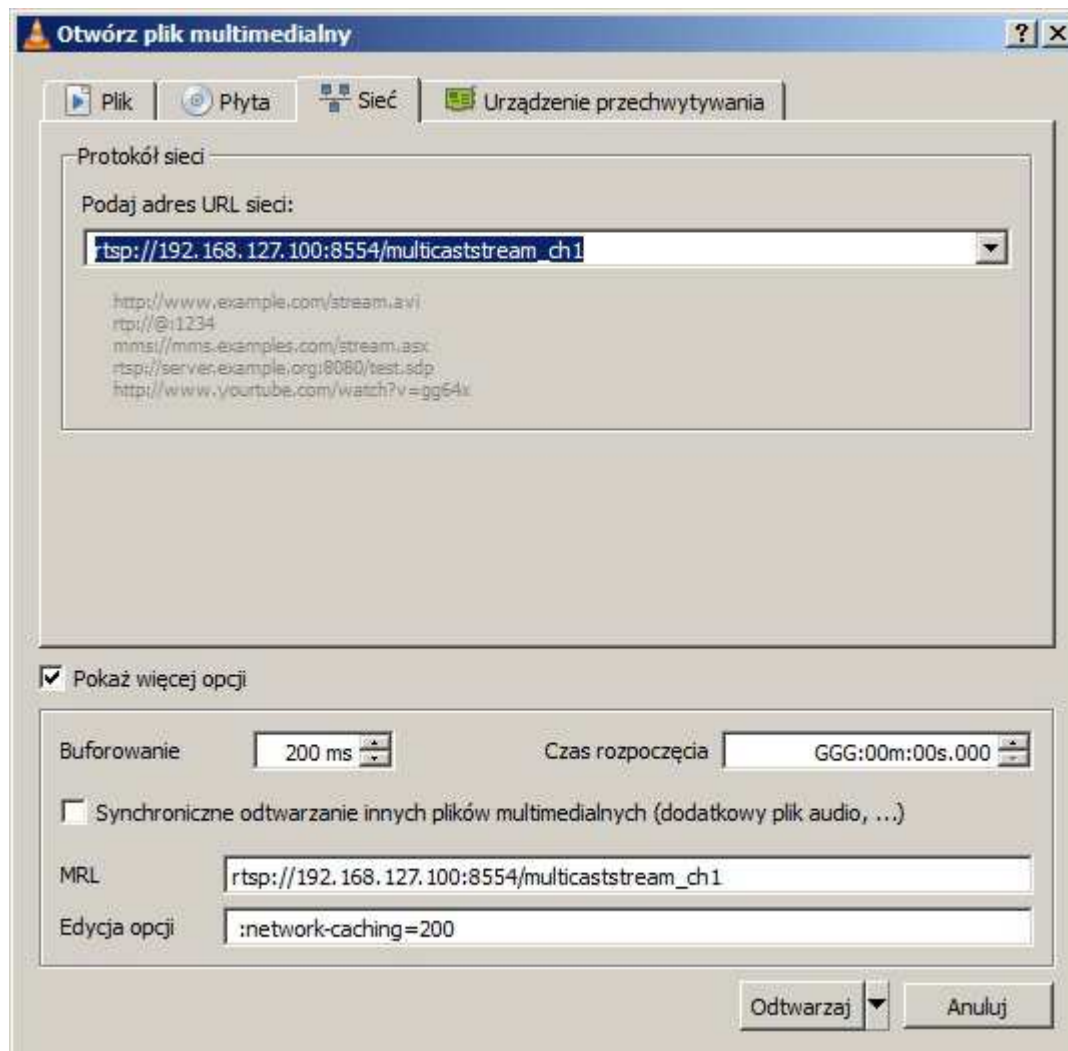 Otwórz plik multimedialny
Plik Płyta Sieć Urządzenie przechwytywania
Protokół sieci
Podaj adres URL sieci:
rtsp://192.168.127.100:8554/multicaststream_ch1
http://www.example.com/stream.avi
rtp://@:1234
mms://mms.examples.com/stream.asx
rtsp://server.example.org:8080/test.sdp
http://www.yourtube.com/watch?v=gg64x
Pokaż więcej opcji
Buforowanie 200 ms Czas rozpoczęcia GGG:00m:00s.000
Synchroniczne odtwarzanie innych plików multimedialnych (dodatkowy plik audio, ...)
MRL rtsp://192.168.127.100:8554/multicaststream_ch1
Edycja opcji :network-caching=200
Odtwarzaj Anuluj